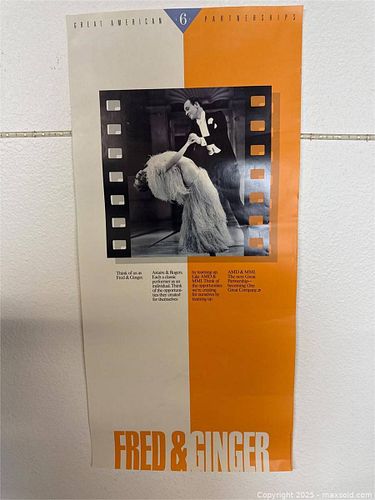 GREAT AMERICAN 6 PARTNERSHIPS
Think of us as
Fred & Ginger.
Astaire & Rogers.
Each a classic
performer as an
individual. Think
of the opportuni-
ties they created
for themselves
by teaming up.
Like AMD & MMI. Think of
the opportunities
we're creating
for ourselves by
teaming up.
AMD & MMI.
The new Great
Partnership—
becoming One
Great Company.
FRED & GINGER
Copyright © 2025 - maxsold.com